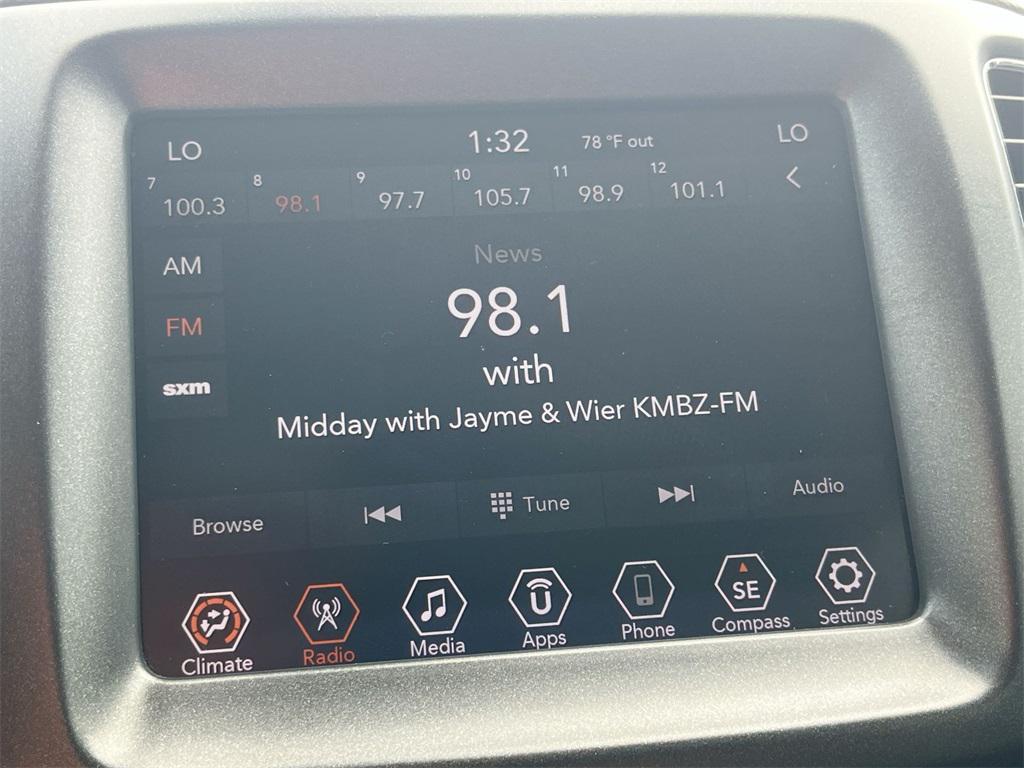 LO 1:32 78 °F out LO
7 100.3 8 98.1 9 97.7 10 105.7 11 98.9 12 101.1
AM
FM
sxm
News
98.1
with
Midday with Jayme & Wier KMBZ-FM
Browse Tune Audio
SE
Climate Radio Media Apps Phone Compass Settings